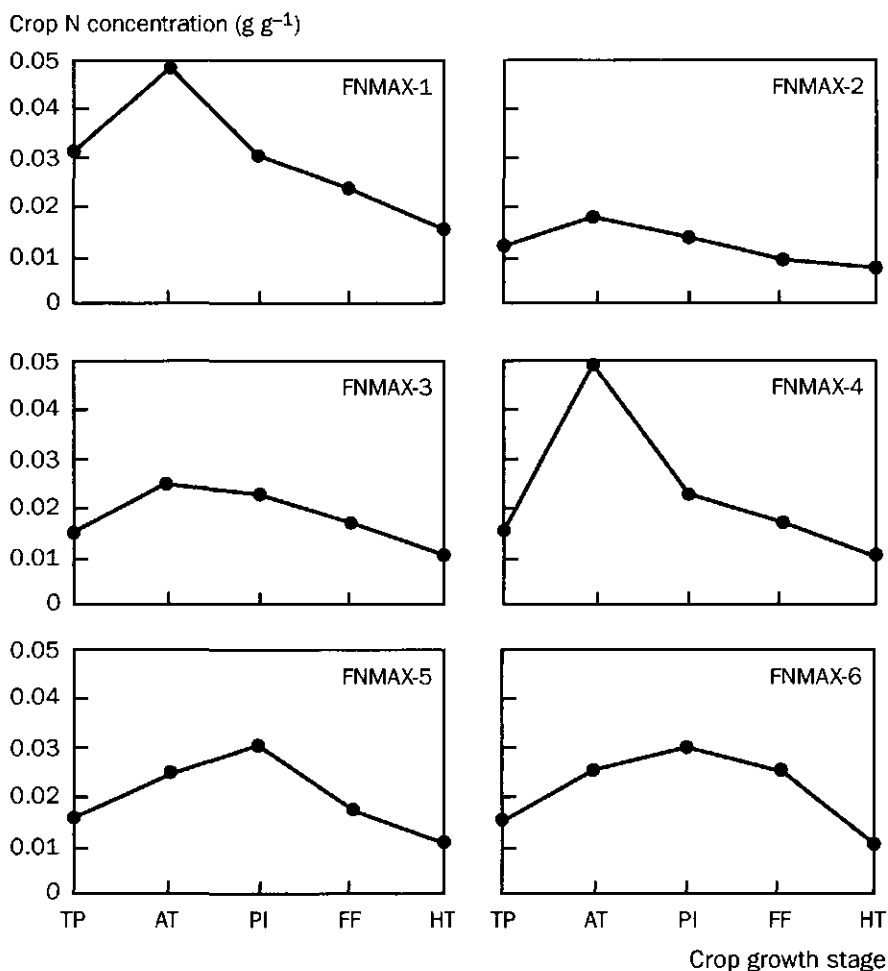 Crop N concentration (g g⁻¹)
0.05
0.04
0.03
0.02
0.01
0
FNMAX-1
FNMAX-2
0.05
0.04
0.03
0.02
0.01
0
FNMAX-3
FNMAX-4
0.05
0.04
0.03
0.02
0.01
0
FNMAX-5
FNMAX-6
TP AT PI FF HT
TP AT PI FF HT
Crop growth stage